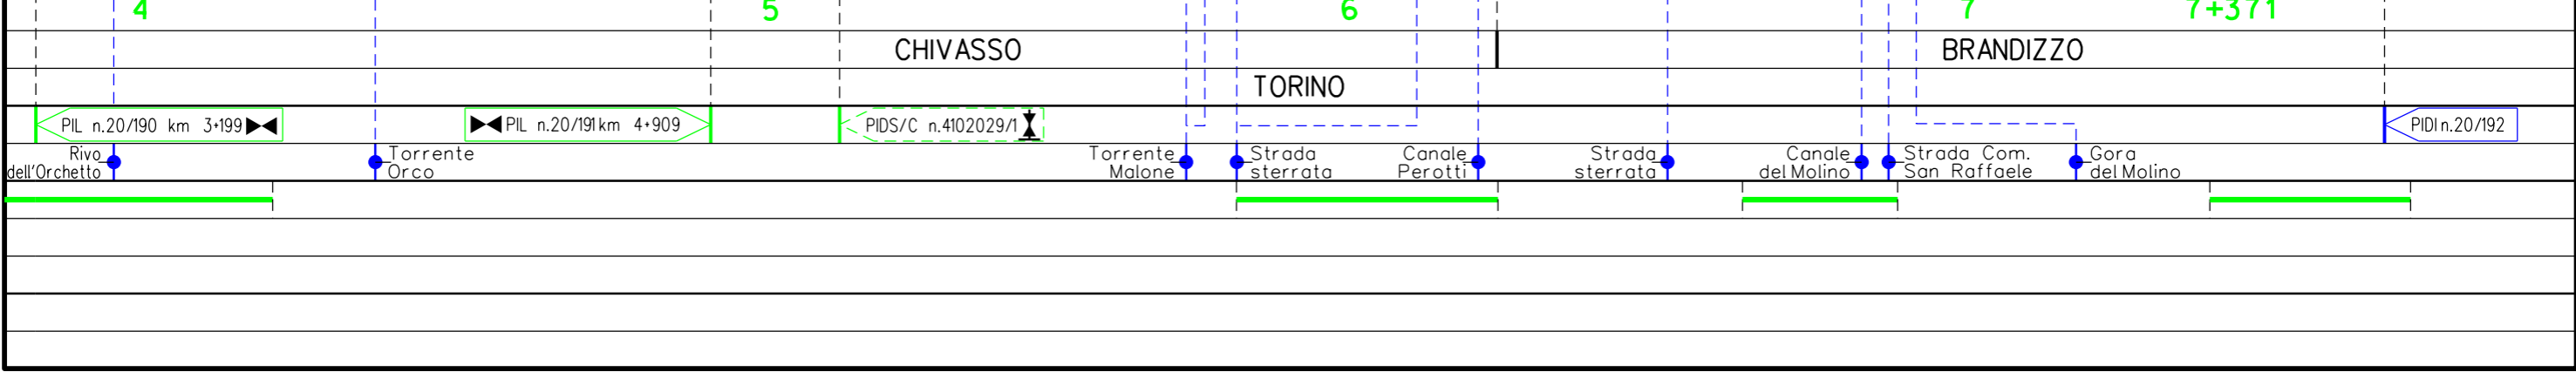 4 5 6 7 7+371
CHIVASSO BRANDIZZO
TORINO
PIL n.20/190 km 3+199 PIL n.20/191 km 4+909 PIDS/C n.4102029/1 PIDI n.20/192
Rivo
dell'Orchetto
Torrente
Orco
Torrente
Malone
Strada
sterrata
Canale
Perotti
Strada
sterrata
Canale
del Molino
Strada Com.
San Raffaele
Gora
del Molino